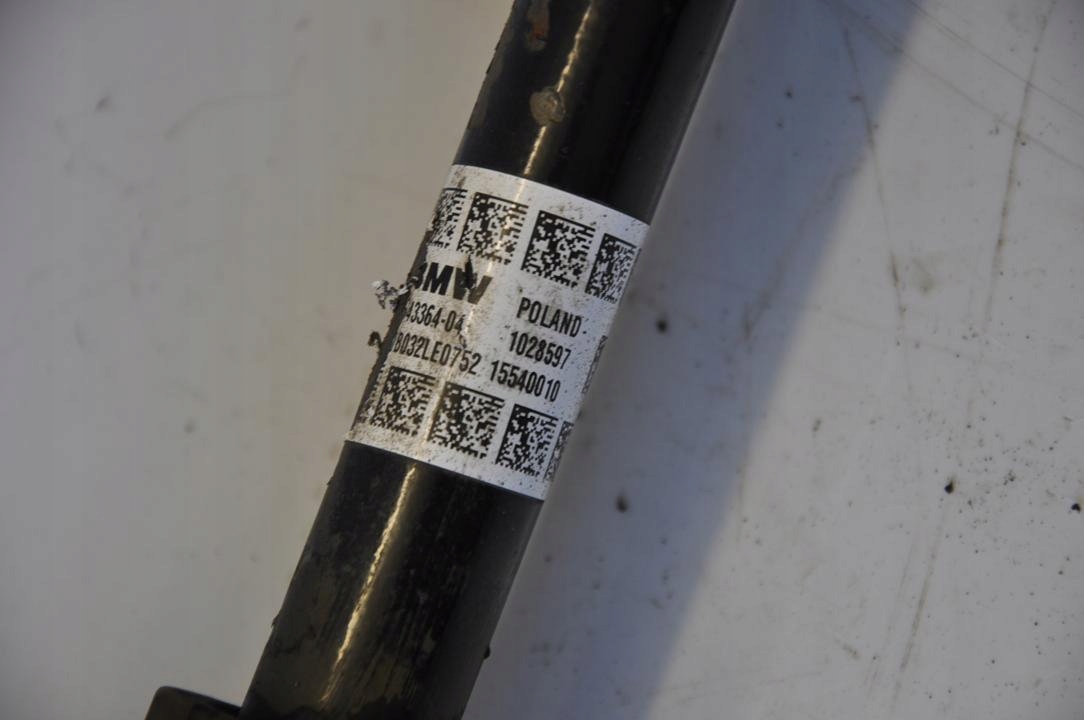 BMW
43364-04
B032LE0752
POLAND
1028597
15540010